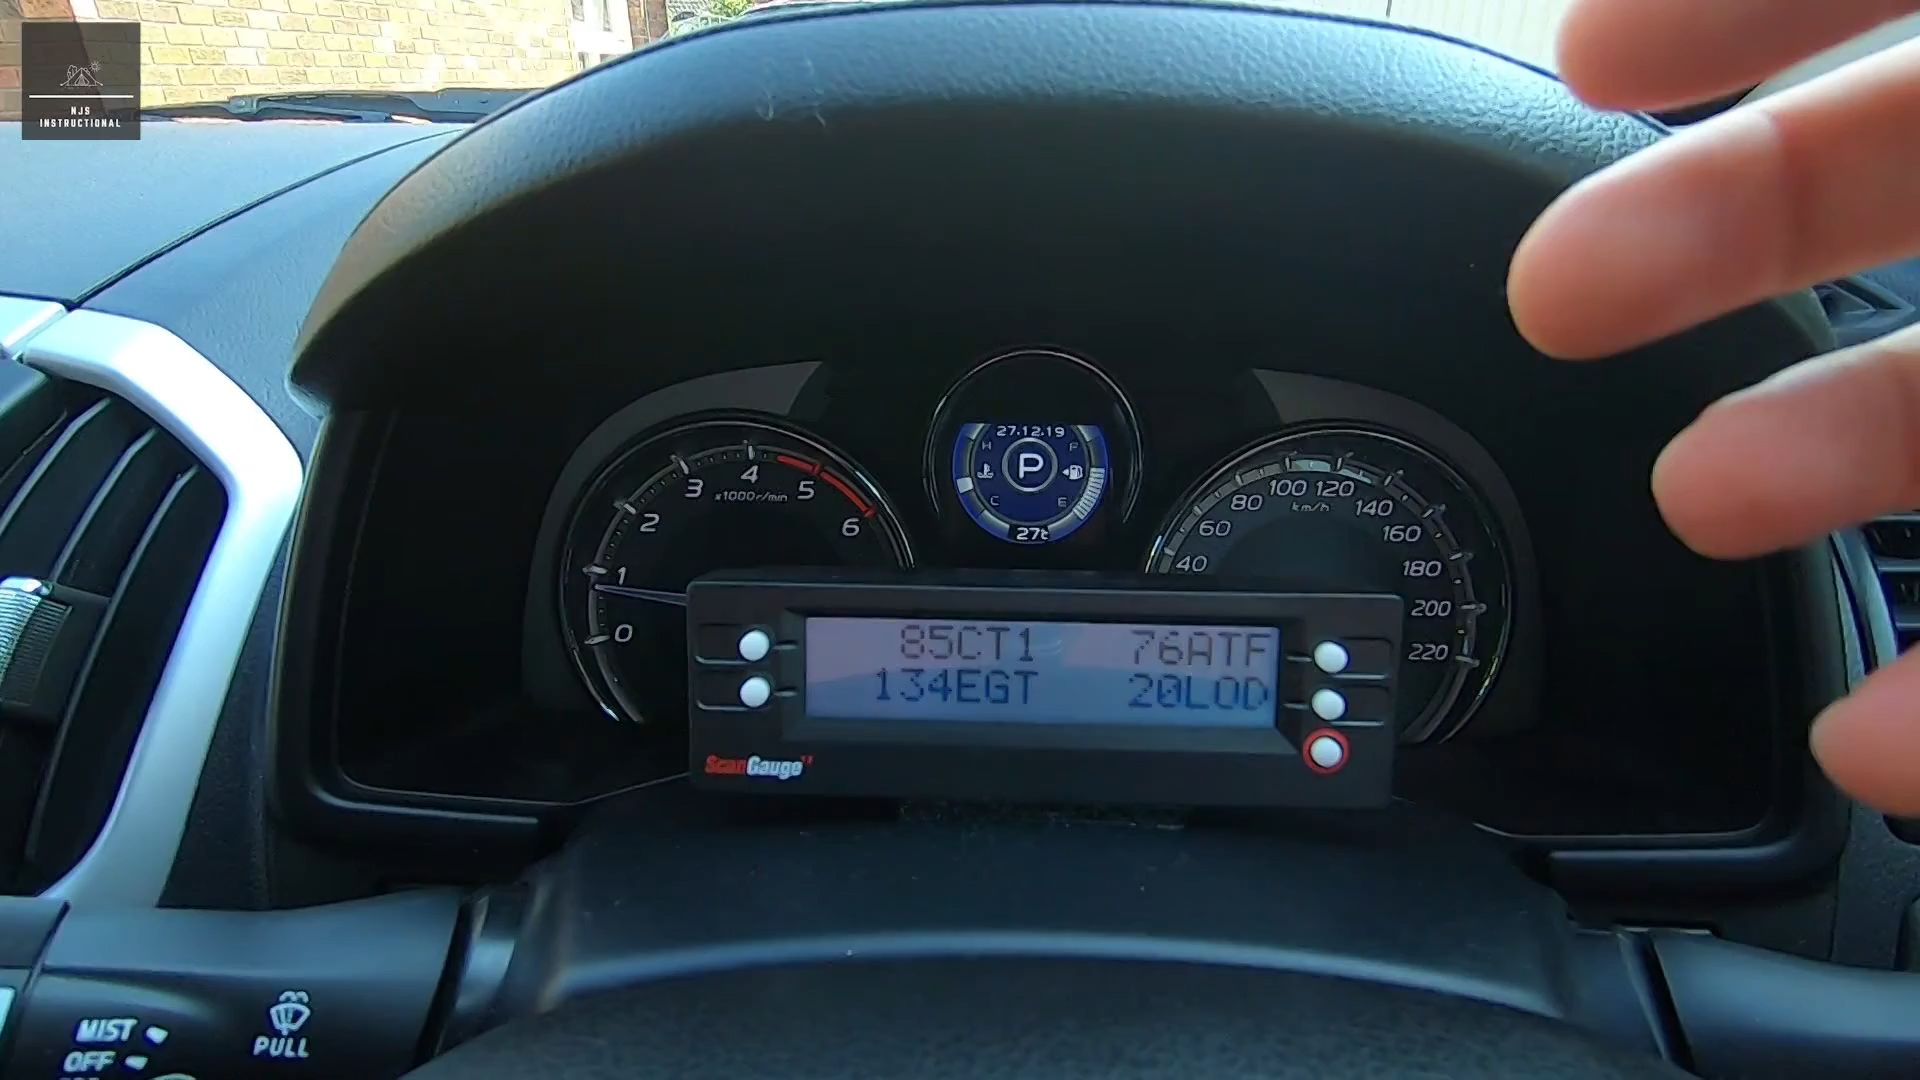 NJS
INSTRUCTIONAL
27.12.19
H F
P
C E
27℃
0
1
2
3
4
5
6
x1000r/min
40
60
80
100
120
140
160
180
200
220
km/h
85CT1 76ATF
134EGT 20LOD
ScanGauge
MIST
OFF
PULL